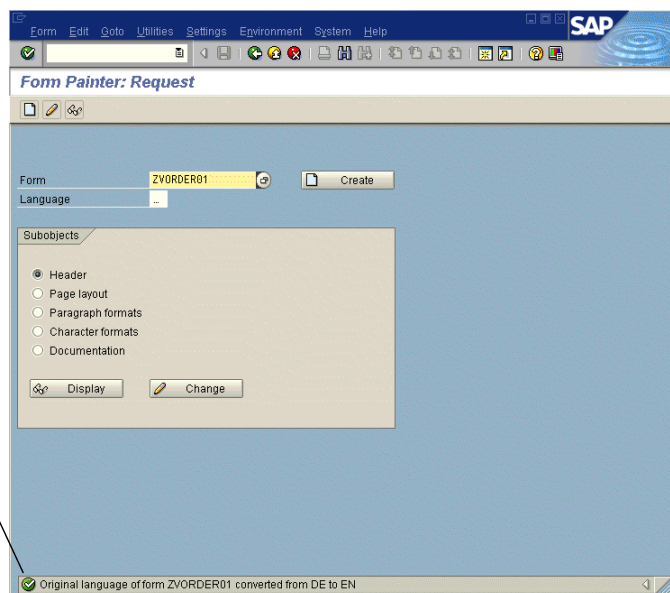 Form Edit Goto Utilities Settings Environment System Help
SAP
Form Painter: Request
Form ZVORDER01 Create
Language ...
Subobjects
Header
Page layout
Paragraph formats
Character formats
Documentation
Display Change
Original language of form ZVORDER01 converted from DE to EN